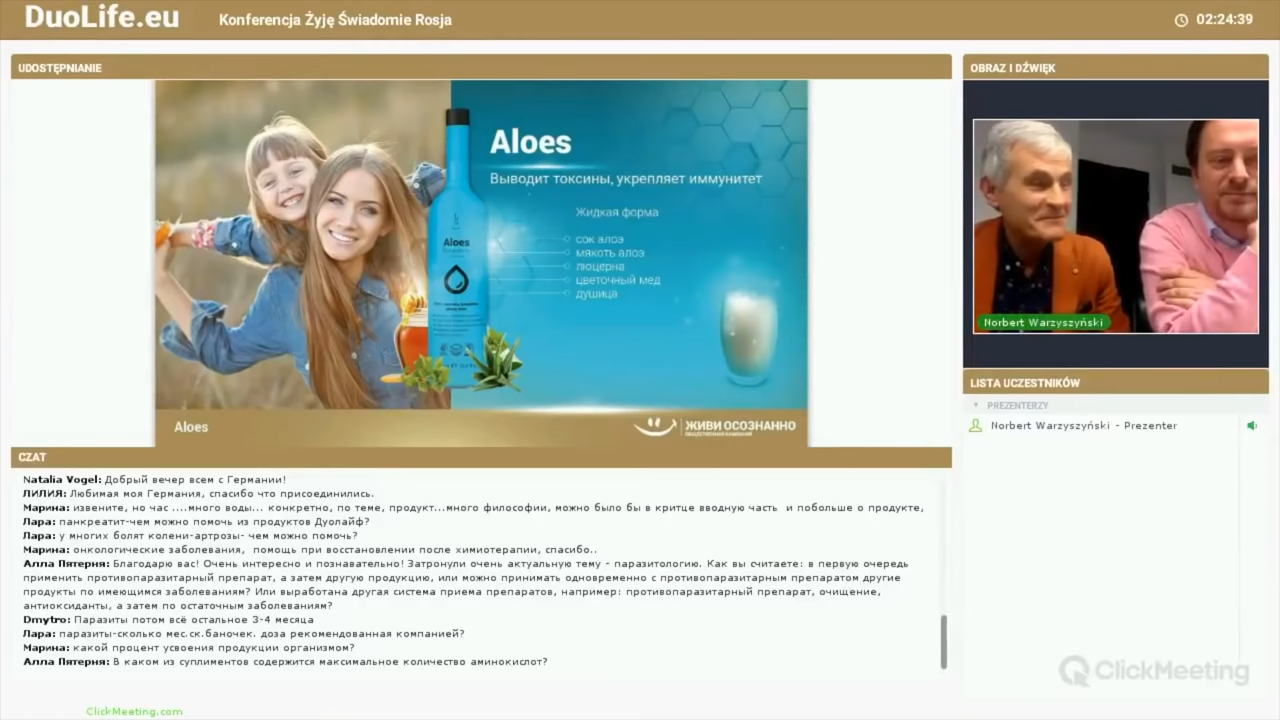 DuoLife.eu
Konferencja Żyję Świadomie Rosja
02:24:39
UDOSTĘPNIANIE
Aloes
Выводит токсины, укрепляет иммунитет
Жидкая форма
сок алоэ
мякоть алоэ
люцерна
цветочный мед
душица
Aloes
Aloes
ЖИВИ ОСОЗНАННО
OBRAZ I DŹWIĘK
Norbert Warzyszyński
LISTA UCZESTNIKÓW
PREZENTERZY
Norbert Warzyszyński - Prezenter
CZAT
Natalia Vogel: Добрый вечер всем с Германии!
ЛИЛИЯ: Любимая моя Германия, спасибо что присоединились.
Марина: извените, но час ....много воды... конкретно, по теме, продукт...много философии, можно было бы в критце вводную часть и побольше о продукте,
Лара: панкреатит-чем можно помочь из продуктов Дуолайф?
Лара: у многих болят колени-артрозы- чем можно помочь?
Марина: онкологические заболевания, помощь при восстановлении после химиотерапии, спасибо..
Алла Пятерня: Благодарю вас! Очень интересно и познавательно! Затронули очень актуальную тему - паразитологию. Как вы считаете: в первую очередь
применить противопаразитарный препарат, а затем другую продукцию, или можно принимать одновременно с противопаразитарным препаратом другие
продукты по имеющимся заболеваниям? Или выработана другая система приема препаратов, например: противопаразитарный препарат, очищение,
антиоксиданты, а затем по остаточным заболеваниям?
Dmytro: Паразиты потом всё остальное 3-4 месяца
Лара: паразиты-сколько мес.ск.баночек. доза рекомендованная компанией?
Марина: какой процент усвоения продукции организмом?
Алла Пятерня: В каком из суплиментов содержится максимальное количество аминокислот?
ClickMeeting
ClickMeeting.com